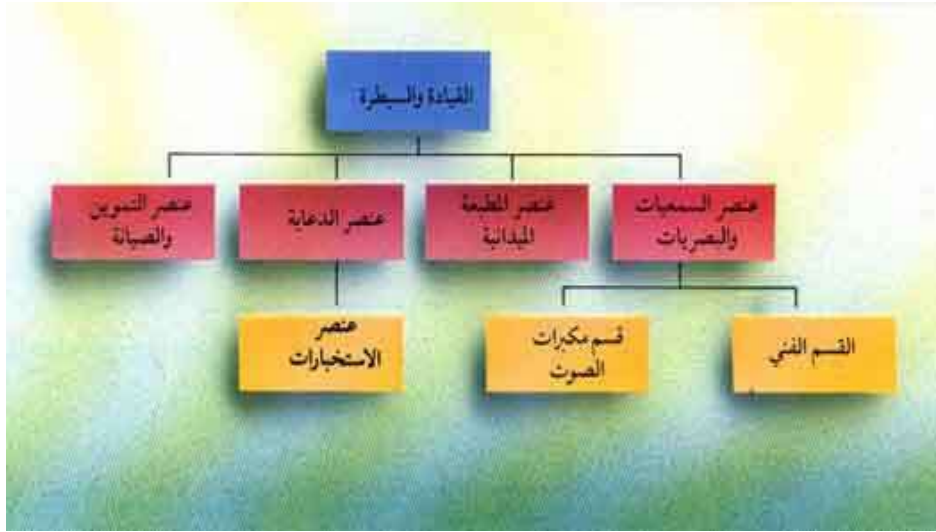 القيادة والسيطرة
عنصر السمعيات
والبصريات
عنصر المطبعة
الميدانية
عنصر الدعاية
عنصر التموين
والصيانة
القسم الفني
قسم مكبرات
الصوت
عنصر
الاستخبارات